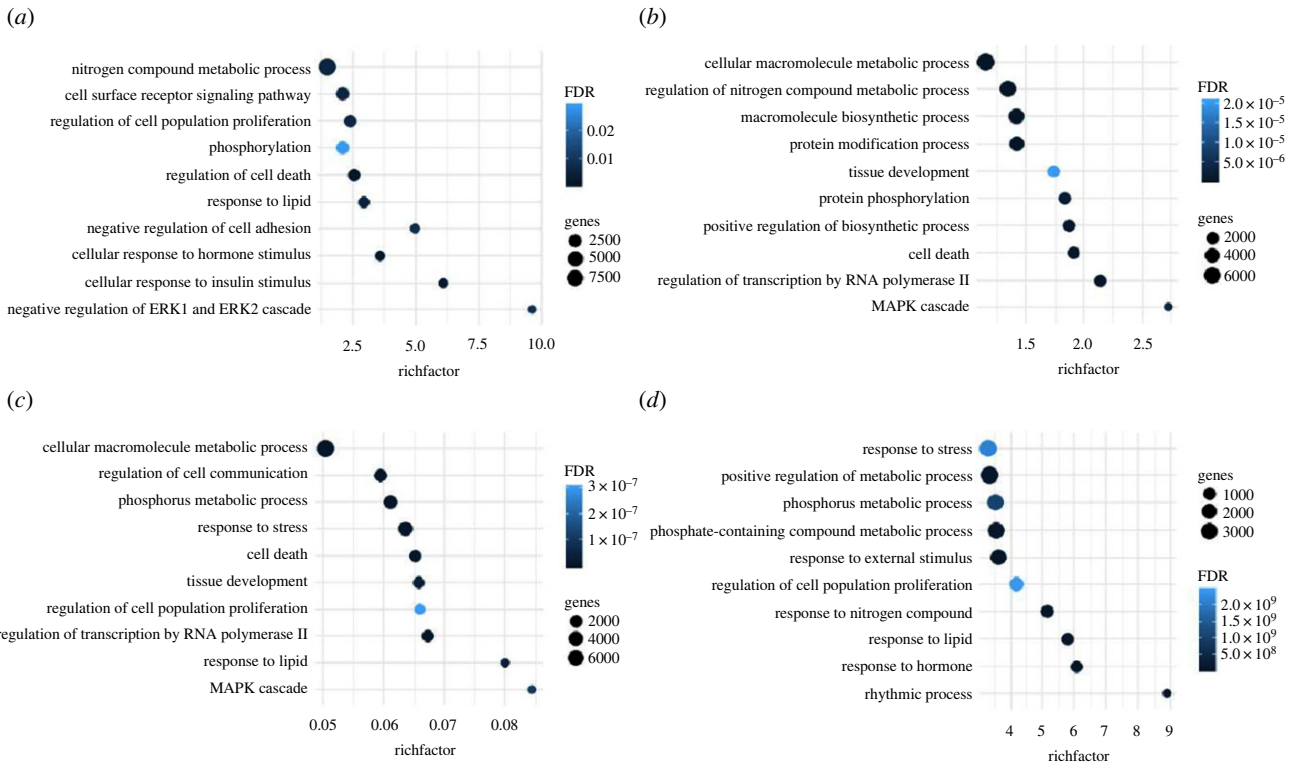 (a)
nitrogen compound metabolic process
cell surface receptor signaling pathway
regulation of cell population proliferation
phosphorylation
regulation of cell death
response to lipid
negative regulation of cell adhesion
cellular response to hormone stimulus
cellular response to insulin stimulus
negative regulation of ERK1 and ERK2 cascade
2.5 5.0 7.5 10.0
richfactor
FDR
0.02
0.01
genes
2500
5000
7500
(b)
cellular macromolecule metabolic process
regulation of nitrogen compound metabolic process
macromolecule biosynthetic process
protein modification process
tissue development
protein phosphorylation
positive regulation of biosynthetic process
cell death
regulation of transcription by RNA polymerase II
MAPK cascade
1.5 2.0 2.5
richfactor
FDR
2.0 × 10⁻⁵
1.5 × 10⁻⁵
1.0 × 10⁻⁵
5.0 × 10⁻⁶
genes
2000
4000
6000
(c)
cellular macromolecule metabolic process
regulation of cell communication
phosphorus metabolic process
response to stress
cell death
tissue development
regulation of cell population proliferation
regulation of transcription by RNA polymerase II
response to lipid
MAPK cascade
0.05 0.06 0.07 0.08
richfactor
FDR
3 × 10⁻⁷
2 × 10⁻⁷
1 × 10⁻⁷
genes
2000
4000
6000
(d)
response to stress
positive regulation of metabolic process
phosphorus metabolic process
phosphate-containing compound metabolic process
response to external stimulus
regulation of cell population proliferation
response to nitrogen compound
response to lipid
response to hormone
rhythmic process
4 5 6 7 8 9
richfactor
genes
1000
2000
3000
FDR
2.0 × 10⁹
1.5 × 10⁹
1.0 × 10⁹
5.0 × 10⁸